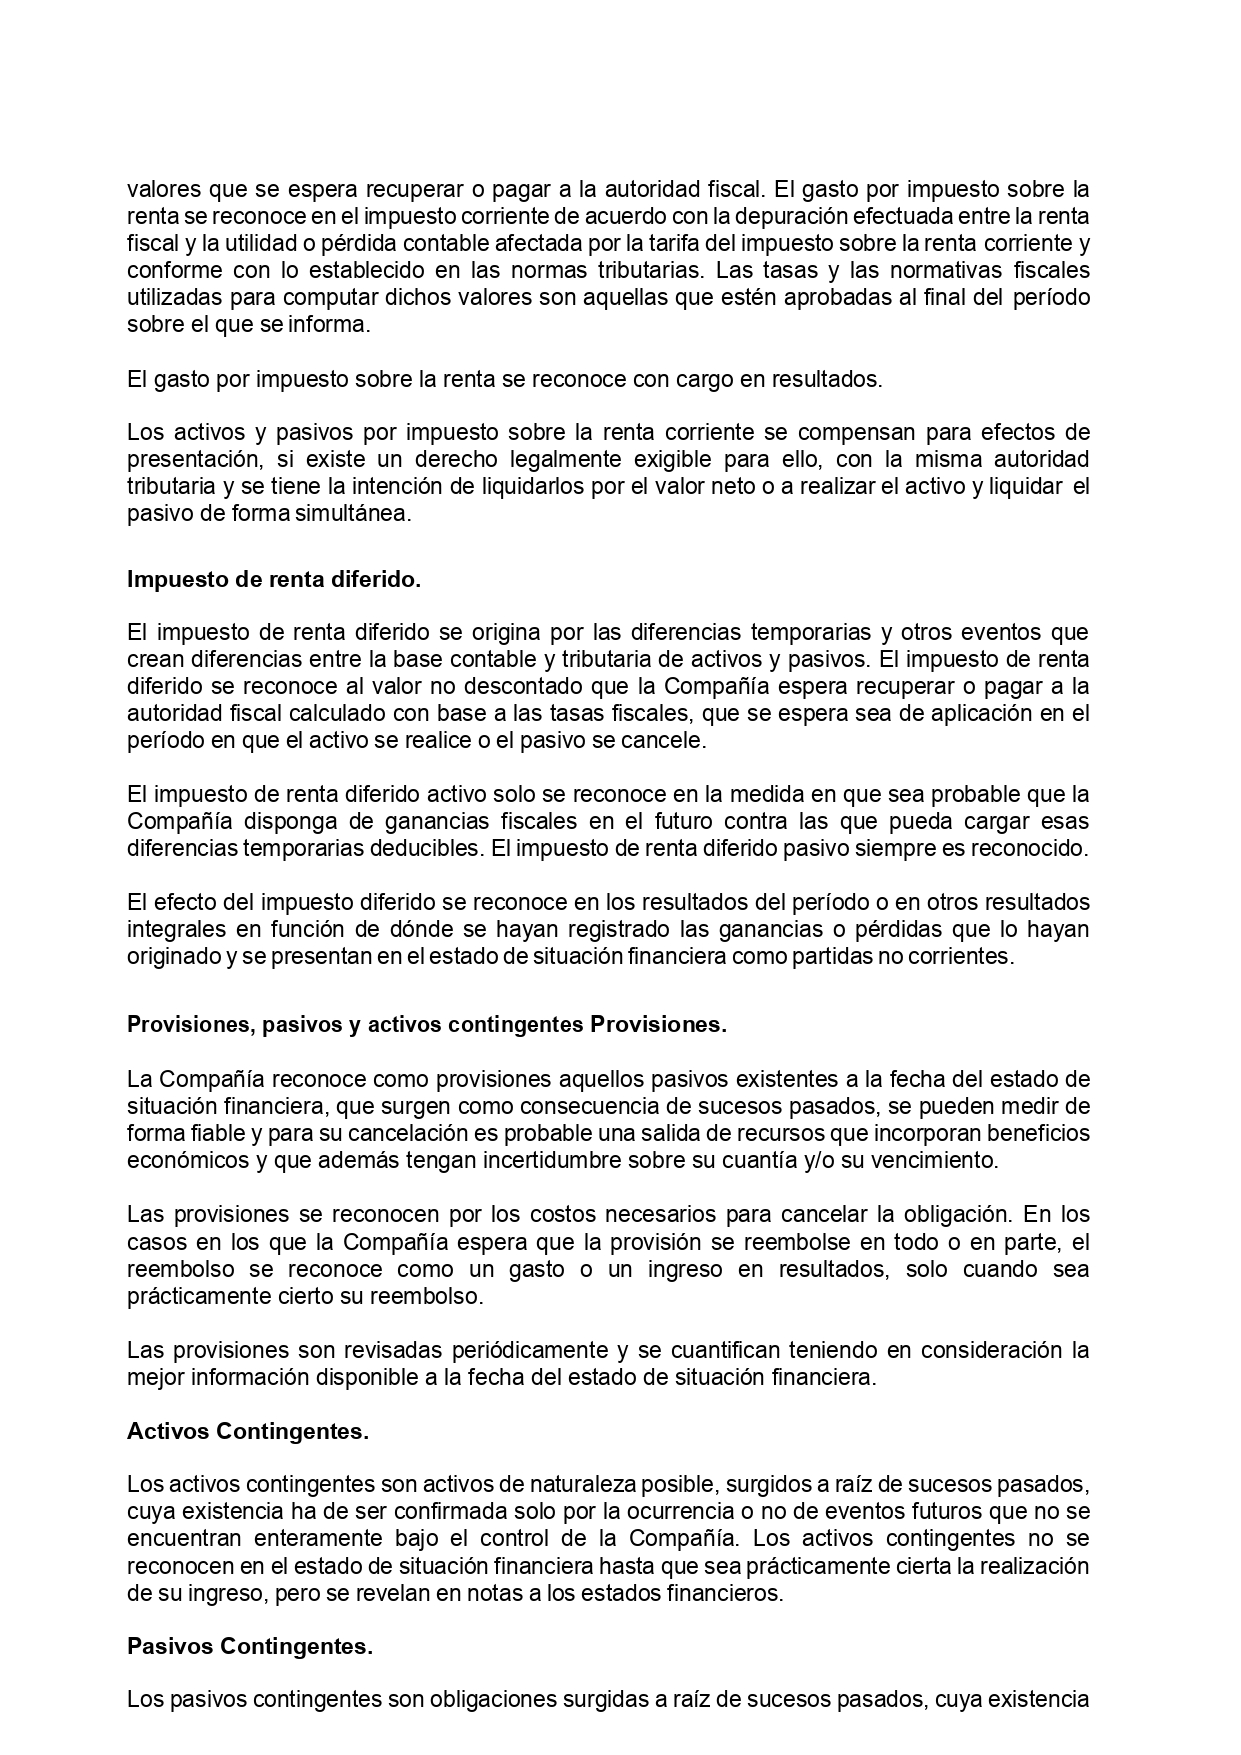 valores que se espera recuperar o pagar a la autoridad fiscal. El gasto por impuesto sobre la
renta se reconoce en el impuesto corriente de acuerdo con la depuración efectuada entre la renta
fiscal y la utilidad o pérdida contable afectada por la tarifa del impuesto sobre la renta corriente y
conforme con lo establecido en las normas tributarias. Las tasas y las normativas fiscales
utilizadas para computar dichos valores son aquellas que estén aprobadas al final del período
sobre el que se informa.
El gasto por impuesto sobre la renta se reconoce con cargo en resultados.
Los activos y pasivos por impuesto sobre la renta corriente se compensan para efectos de
presentación, si existe un derecho legalmente exigible para ello, con la misma autoridad
tributaria y se tiene la intención de liquidarlos por el valor neto o a realizar el activo y liquidar el
pasivo de forma simultánea.
Impuesto de renta diferido.
El impuesto de renta diferido se origina por las diferencias temporarias y otros eventos que
crean diferencias entre la base contable y tributaria de activos y pasivos. El impuesto de renta
diferido se reconoce al valor no descontado que la Compañía espera recuperar o pagar a la
autoridad fiscal calculado con base a las tasas fiscales, que se espera sea de aplicación en el
período en que el activo se realice o el pasivo se cancele.
El impuesto de renta diferido activo solo se reconoce en la medida en que sea probable que la
Compañía disponga de ganancias fiscales en el futuro contra las que pueda cargar esas
diferencias temporarias deducibles. El impuesto de renta diferido pasivo siempre es reconocido.
El efecto del impuesto diferido se reconoce en los resultados del período o en otros resultados
integrales en función de dónde se hayan registrado las ganancias o pérdidas que lo hayan
originado y se presentan en el estado de situación financiera como partidas no corrientes.
Provisiones, pasivos y activos contingentes Provisiones.
La Compañía reconoce como provisiones aquellos pasivos existentes a la fecha del estado de
situación financiera, que surgen como consecuencia de sucesos pasados, se pueden medir de
forma fiable y para su cancelación es probable una salida de recursos que incorporan beneficios
económicos y que además tengan incertidumbre sobre su cuantía y/o su vencimiento.
Las provisiones se reconocen por los costos necesarios para cancelar la obligación. En los
casos en los que la Compañía espera que la provisión se reembolse en todo o en parte, el
reembolso se reconoce como un gasto o un ingreso en resultados, solo cuando sea
prácticamente cierto su reembolso.
Las provisiones son revisadas periódicamente y se cuantifican teniendo en consideración la
mejor información disponible a la fecha del estado de situación financiera.
Activos Contingentes.
Los activos contingentes son activos de naturaleza posible, surgidos a raíz de sucesos pasados,
cuya existencia ha de ser confirmada solo por la ocurrencia o no de eventos futuros que no se
encuentran enteramente bajo el control de la Compañía. Los activos contingentes no se
reconocen en el estado de situación financiera hasta que sea prácticamente cierta la realización
de su ingreso, pero se revelan en notas a los estados financieros.
Pasivos Contingentes.
Los pasivos contingentes son obligaciones surgidas a raíz de sucesos pasados, cuya existencia